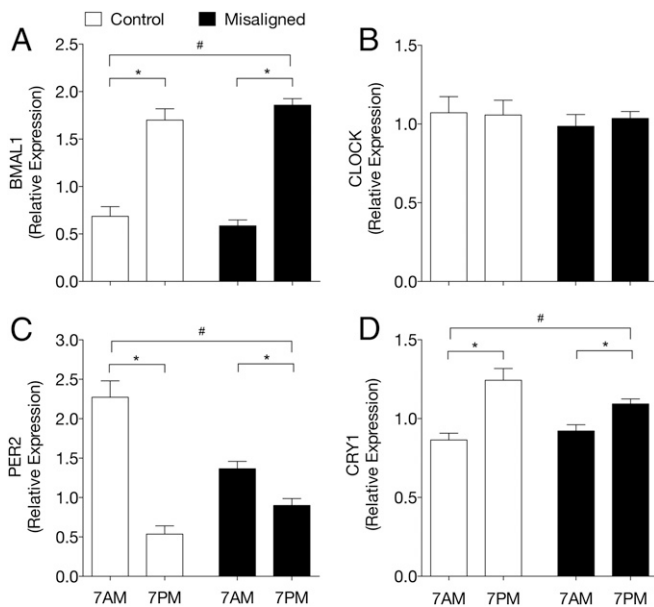 Control Misaligned
A
#
* *
BMAL1
(Relative Expression)
2.5
2.0
1.5
1.0
0.5
0.0
B
CLOCK
(Relative Expression)
1.5
1.0
0.5
0.0
C
#
* *
PER2
(Relative Expression)
3.0
2.5
2.0
1.5
1.0
0.5
0.0
7AM 7PM 7AM 7PM
D
#
* *
CRY1
(Relative Expression)
1.5
1.0
0.5
0.0
7AM 7PM 7AM 7PM